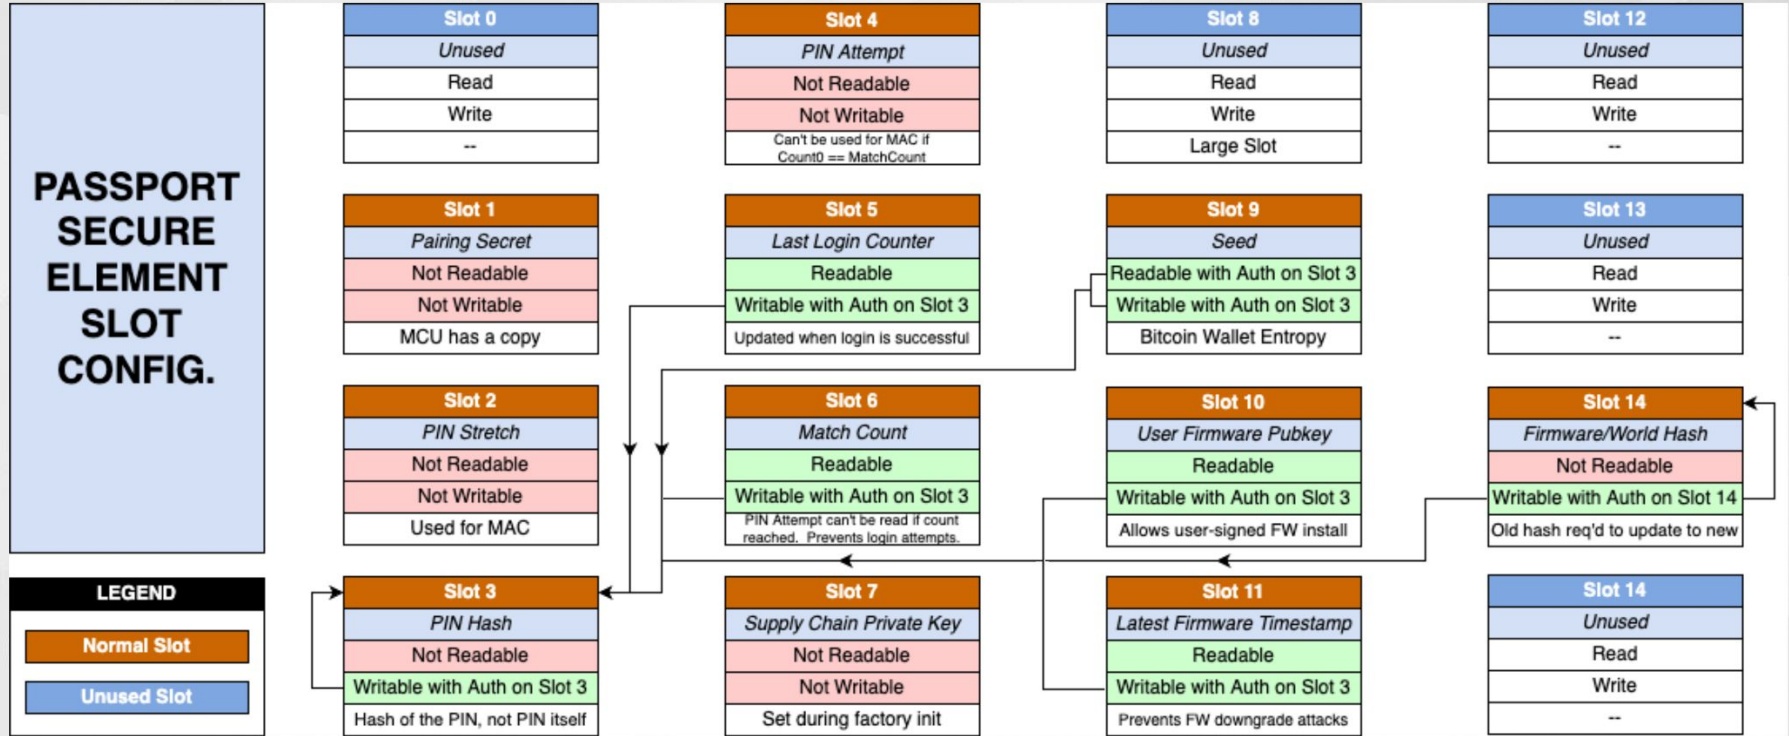 PASSPORT
SECURE
ELEMENT
SLOT
CONFIG.
LEGEND
Normal Slot
Unused Slot
Slot 0
Unused
Read
Write
--
Slot 1
Pairing Secret
Not Readable
Not Writable
MCU has a copy
Slot 2
PIN Stretch
Not Readable
Not Writable
Used for MAC
Slot 3
PIN Hash
Not Readable
Writable with Auth on Slot 3
Hash of the PIN, not PIN itself
Slot 4
PIN Attempt
Not Readable
Not Writable
Can't be used for MAC if
Count0 == MatchCount
Slot 5
Last Login Counter
Readable
Writable with Auth on Slot 3
Updated when login is successful
Slot 6
Match Count
Readable
Writable with Auth on Slot 3
PIN Attempt can't be read if count
reached. Prevents login attempts.
Slot 7
Supply Chain Private Key
Not Readable
Not Writable
Set during factory init
Slot 8
Unused
Read
Write
Large Slot
Slot 9
Seed
Readable with Auth on Slot 3
Writable with Auth on Slot 3
Bitcoin Wallet Entropy
Slot 10
User Firmware Pubkey
Readable
Writable with Auth on Slot 3
Allows user-signed FW install
Slot 11
Latest Firmware Timestamp
Readable
Writable with Auth on Slot 3
Prevents FW downgrade attacks
Slot 12
Unused
Read
Write
--
Slot 13
Unused
Read
Write
--
Slot 14
Firmware/World Hash
Not Readable
Writable with Auth on Slot 14
Old hash req'd to update to new
Slot 14
Unused
Read
Write
--